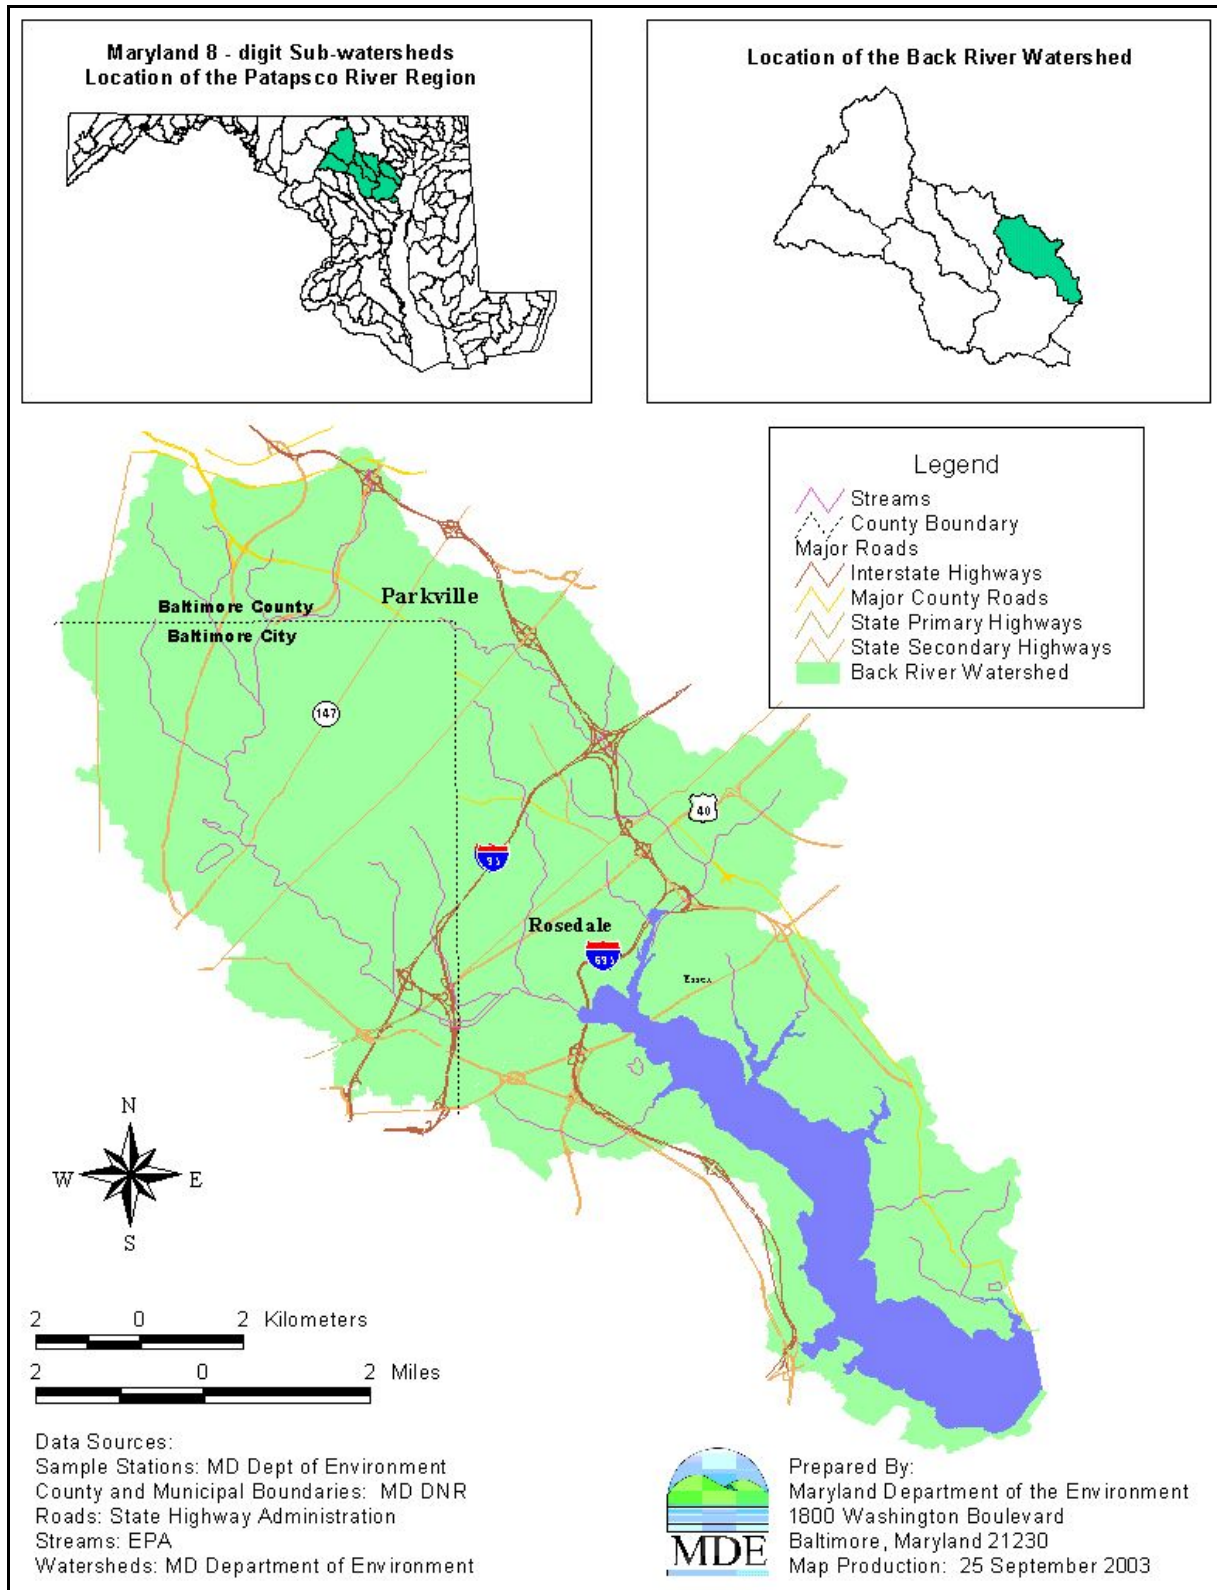 Maryland 8 - digit Sub-watersheds
Location of the Patapsco River Region
Location of the Back River Watershed
Legend
Streams
County Boundary
Major Roads
Interstate Highways
Major County Roads
State Primary Highways
State Secondary Highways
Back River Watershed
Parkville
Baltimore County
Baltimore City
147
40
95
Rosedale
695
Essex
N
W E
S
2 0 2 Kilometers
2 0 2 Miles
Data Sources:
Sample Stations: MD Dept of Environment
County and Municipal Boundaries: MD DNR
Roads: State Highway Administration
Streams: EPA
Watersheds: MD Department of Environment
MDE
Prepared By:
Maryland Department of the Environment
1800 Washington Boulevard
Baltimore, Maryland 21230
Map Production: 25 September 2003